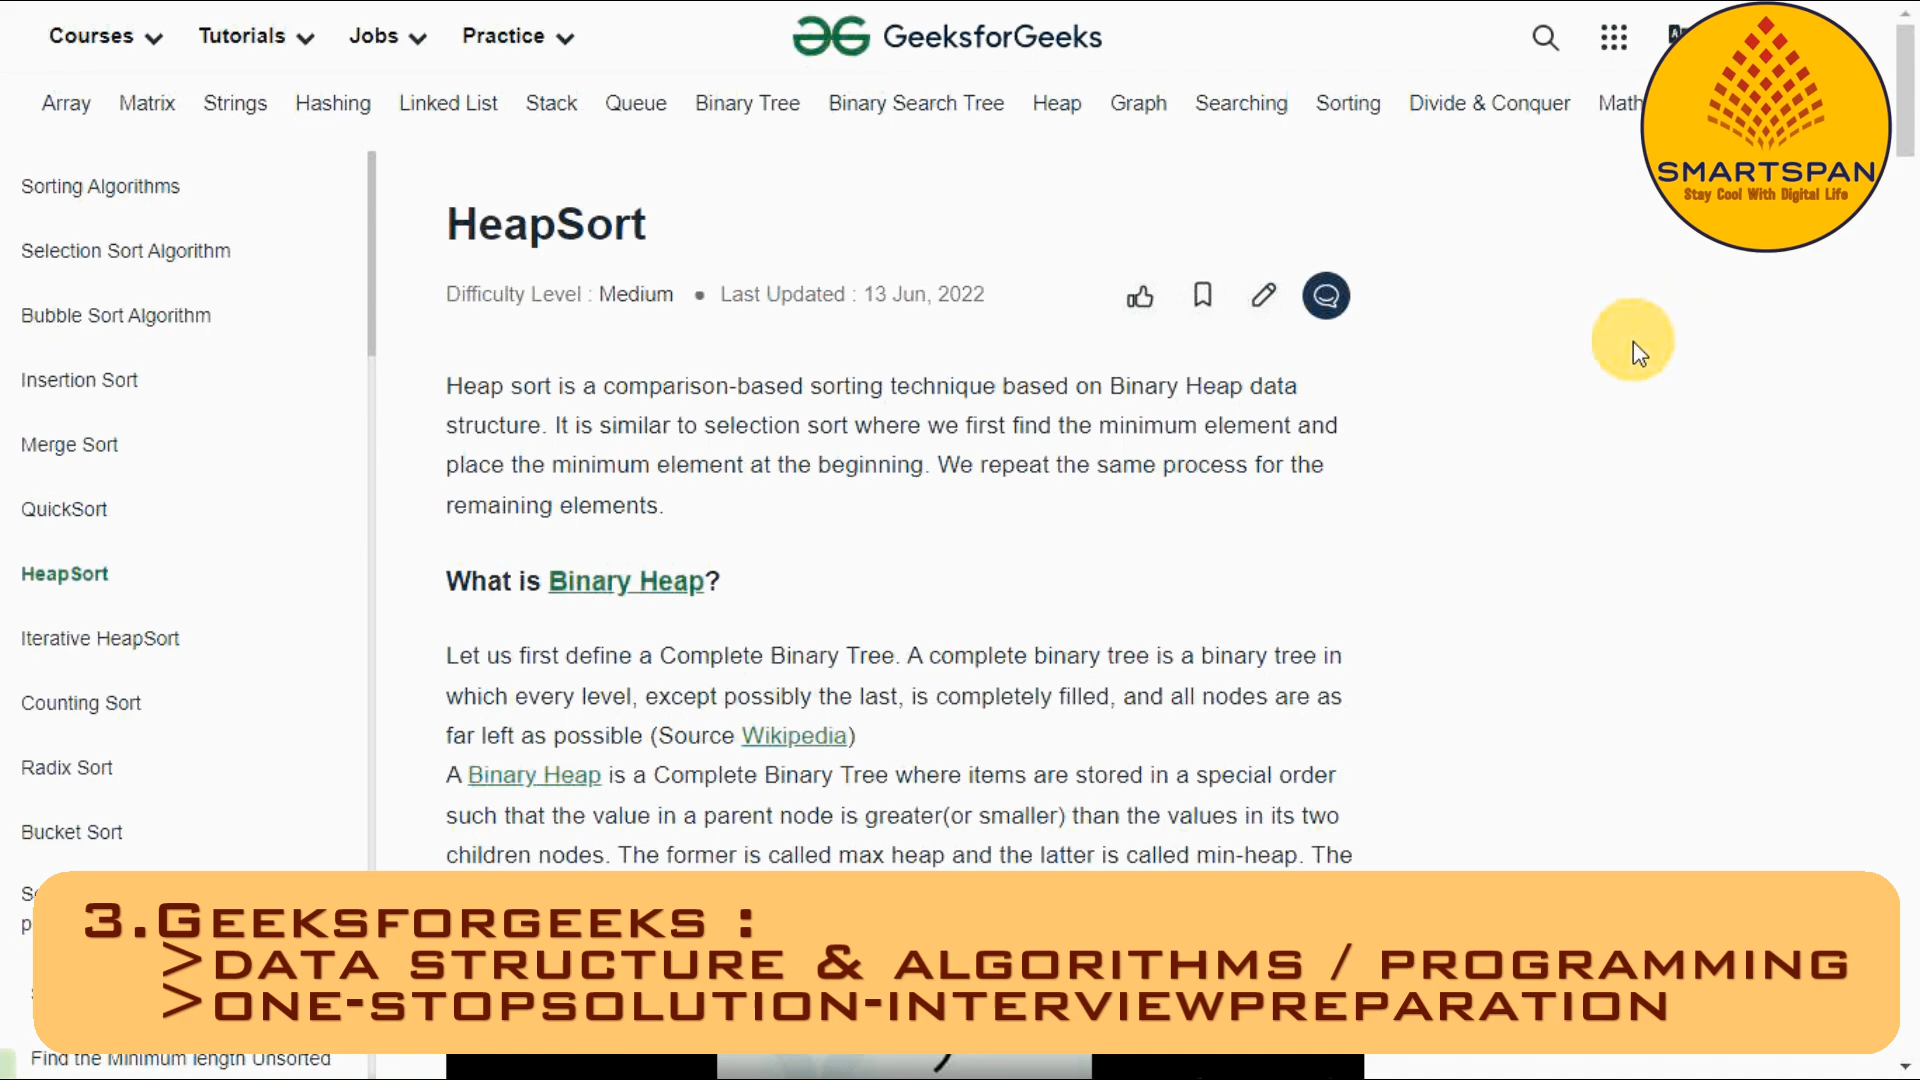 Courses
Tutorials
Jobs
Practice
GeeksforGeeks
Array
Matrix
Strings
Hashing
Linked List
Stack
Queue
Binary Tree
Binary Search Tree
Heap
Graph
Searching
Sorting
Divide & Conquer
Math
SMARTSPAN
Stay Cool With Digital Life
Sorting Algorithms
Selection Sort Algorithm
Bubble Sort Algorithm
Insertion Sort
Merge Sort
QuickSort
HeapSort
Iterative HeapSort
Counting Sort
Radix Sort
Bucket Sort
Find the Minimum length Unsorted
HeapSort
Difficulty Level : Medium ● Last Updated : 13 Jun, 2022
Heap sort is a comparison-based sorting technique based on Binary Heap data
structure. It is similar to selection sort where we first find the minimum element and
place the minimum element at the beginning. We repeat the same process for the
remaining elements.
What is Binary Heap?
Let us first define a Complete Binary Tree. A complete binary tree is a binary tree in
which every level, except possibly the last, is completely filled, and all nodes are as
far left as possible (Source Wikipedia)
A Binary Heap is a Complete Binary Tree where items are stored in a special order
such that the value in a parent node is greater(or smaller) than the values in its two
children nodes. The former is called max heap and the latter is called min-heap. The
3.Geeksforgeeks :
>data structure & algorithms / programming
>one-stopsolution-interviewpreparation